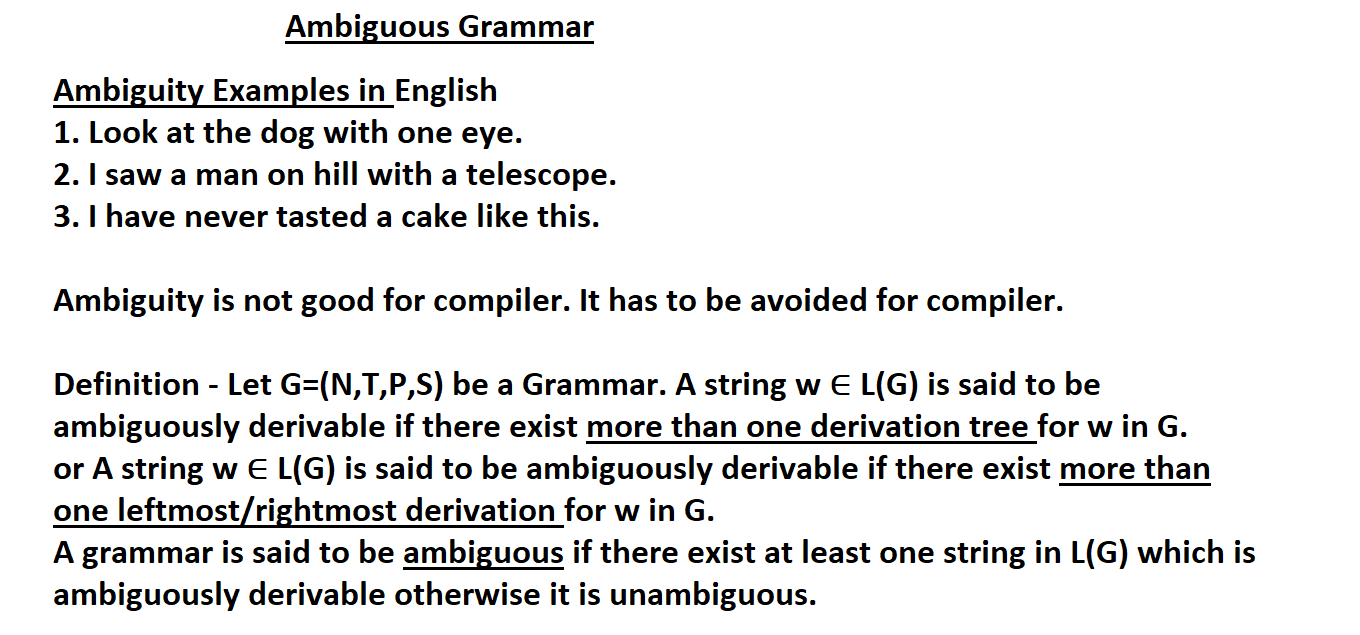 Ambiguous Grammar
Ambiguity Examples in English
1. Look at the dog with one eye.
2. I saw a man on hill with a telescope.
3. I have never tasted a cake like this.
Ambiguity is not good for compiler. It has to be avoided for compiler.
Definition - Let G=(N,T,P,S) be a Grammar. A string w ∈ L(G) is said to be
ambiguously derivable if there exist more than one derivation tree for w in G.
or A string w ∈ L(G) is said to be ambiguously derivable if there exist more than
one leftmost/rightmost derivation for w in G.
A grammar is said to be ambiguous if there exist at least one string in L(G) which is
ambiguously derivable otherwise it is unambiguous.